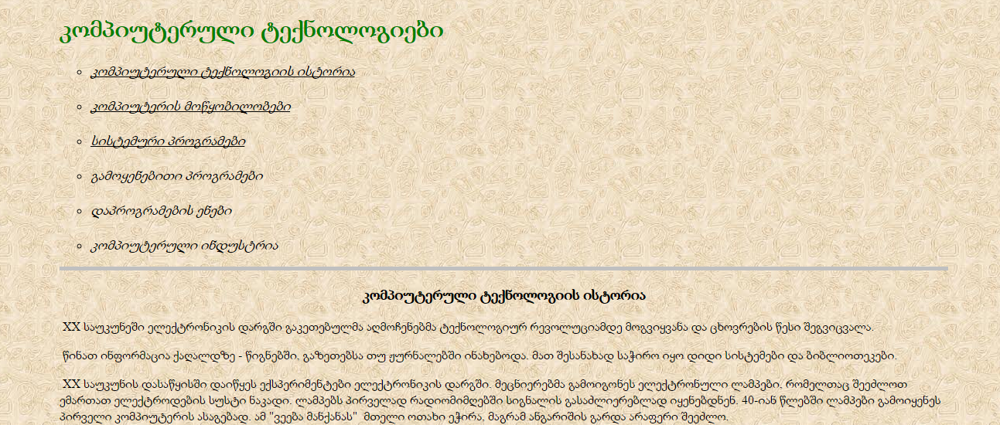 კომპიუტერული ტექნოლოგიები
კომპიუტერული ტექნოლოგიის ისტორია
კომპიუტერის მოწყობილობები
სისტემური პროგრამები
გამოყენებითი პროგრამები
დაპროგრამების ენები
კომპიუტერული ინდუსტრია
კომპიუტერული ტექნოლოგიის ისტორია
XX საუკუნეში ელექტრონიკის დარგში გაკეთებულმა აღმოჩენებმა ტექნოლოგიურ რევოლუციამდე მოგვიყვანა და ცხოვრების წესი შეგვიცვალა.
წინათ ინფორმაცია ქაღალდზე - წიგნებში, გაზეთებსა თუ ჟურნალებში ინახებოდა. მათ შესანახად საჭირო იყო დიდი სისტემები და ბიბლიოთეკები.
XX საუკუნის დასაწყისში დაიწყეს ექსპერიმენტები ელექტრონიკის დარგში. მეცნიერებმა გამოიგონეს ელექტრონული ლამპები, რომელთაც შეეძლოთ
ემართათ ელექტროდების სუსტი ნაკადი. ლამპებს პირველად რადიომიმღებში სიგნალის გასაძლიერებლად იყენებდნენ. 40-იან წლებში ლამპები გამოიყენეს
პირველი კომპიუტერის ასაგებად. ამ "ვეება მანქანას" მთელი ოთახი ეჭირა, მაგრამ ანგარიშის გარდა არაფერი შეეძლო.